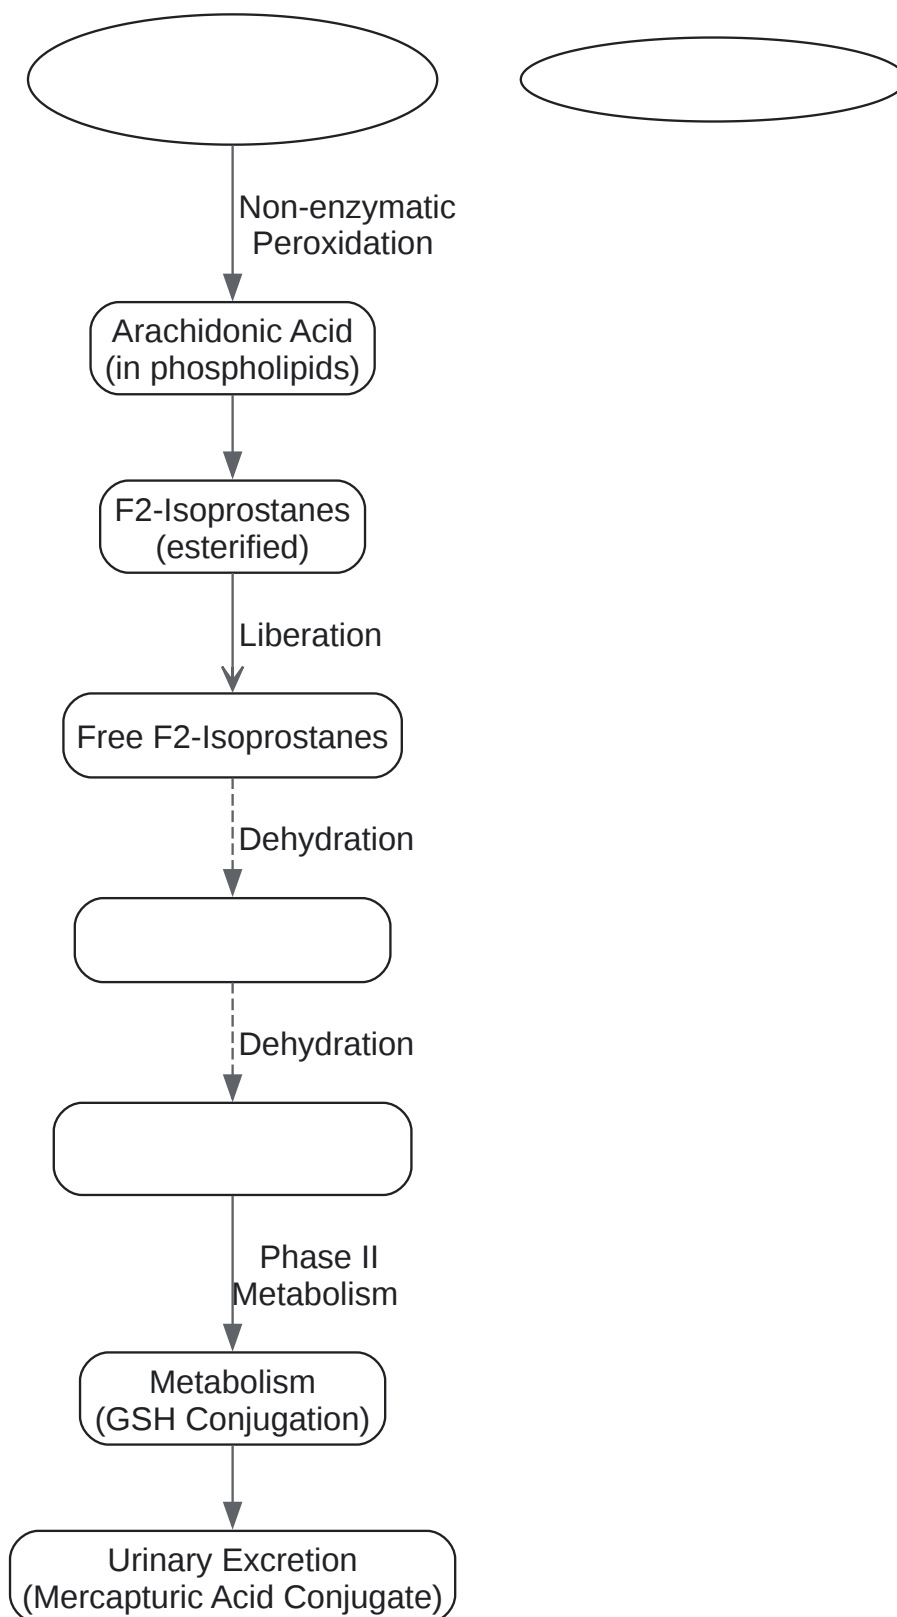 Non-enzymatic
Peroxidation
Arachidonic Acid
(in phospholipids)
F2-Isoprostanes
(esterified)
Liberation
Free F2-Isoprostanes
Dehydration
Dehydration
Phase II
Metabolism
Metabolism
(GSH Conjugation)
Urinary Excretion
(Mercapturic Acid Conjugate)